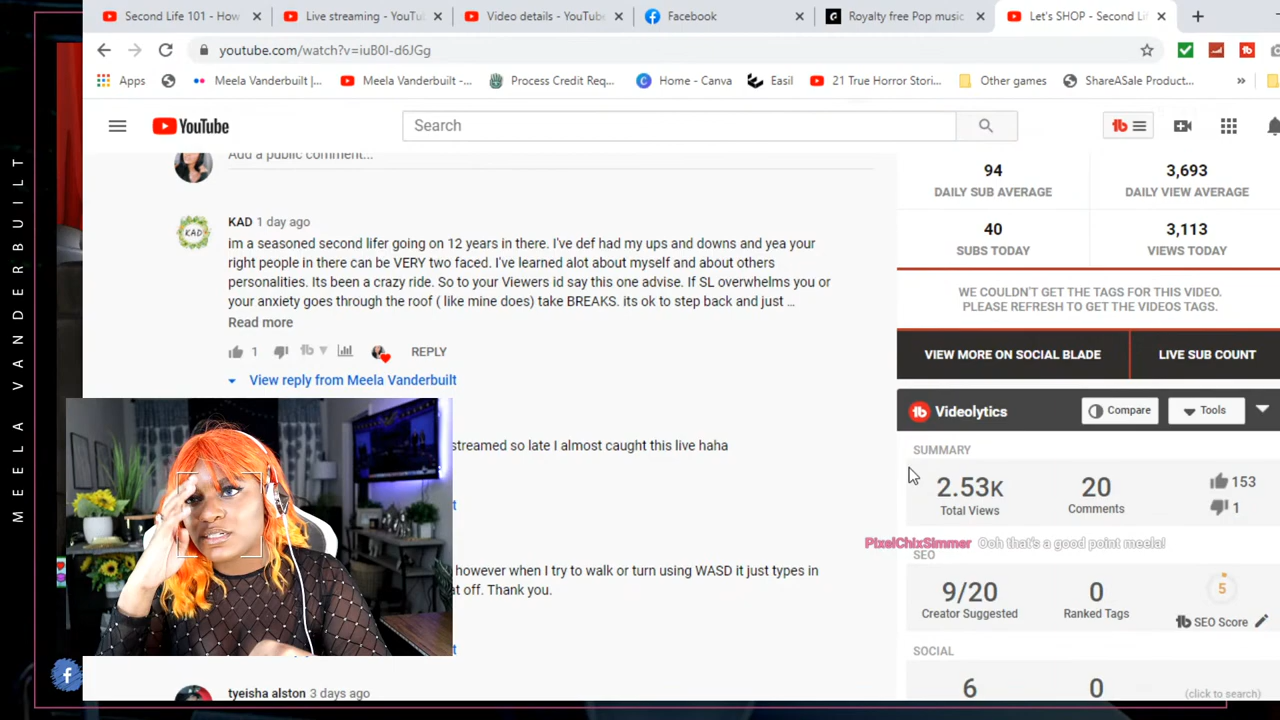 Second Life 101 - How
Live streaming - YouTu
Video details - YouTube
Facebook
Royalty free Pop music
Let's SHOP - Second Li
youtube.com/watch?v=iuB0I-d6JGg
Apps
Meela Vanderbuilt |...
Meela Vanderbuilt -...
Process Credit Req...
Home - Canva
Easil
21 True Horror Stori...
Other games
ShareASale Product...
YouTube
Search
tb
Add a public comment...
94
DAILY SUB AVERAGE
3,693
DAILY VIEW AVERAGE
40
SUBS TODAY
3,113
VIEWS TODAY
KAD
KAD 1 day ago
im a seasoned second lifer going on 12 years in there. I've def had my ups and downs and yea your
right people in there can be VERY two faced. I've learned alot about myself and about others
personalities. Its been a crazy ride. So to your Viewers id say this one advise. If SL overwhelms you or
your anxiety goes through the roof ( like mine does) take BREAKS. its ok to step back and just ...
Read more
1
REPLY
View reply from Meela Vanderbuilt
WE COULDN'T GET THE TAGS FOR THIS VIDEO.
PLEASE REFRESH TO GET THE VIDEOS TAGS.
VIEW MORE ON SOCIAL BLADE
LIVE SUB COUNT
tb Videolytics
Compare
Tools
SUMMARY
2.53K
Total Views
20
Comments
153
1
streamed so late I almost caught this live haha
PixelChixSimmer Ooh that's a good point meela!
SEO
9/20
Creator Suggested
0
Ranked Tags
5
tb SEO Score
however when I try to walk or turn using WASD it just types in
at off. Thank you.
SOCIAL
6
0
(click to search)
tyeisha alston 3 days ago
MEELA VANDERBUILT